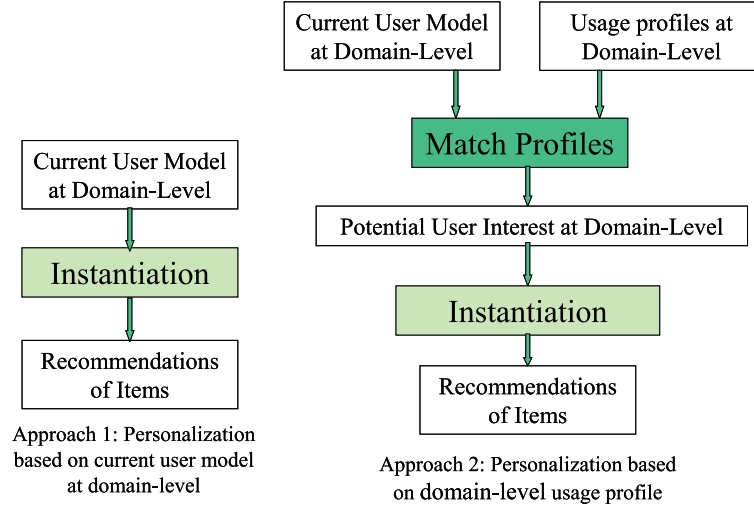 Current User Model
at Domain-Level
Instantiation
Recommendations
of Items
Approach 1: Personalization
based on current user model
at domain-level
Current User Model
at Domain-Level
Usage profiles at
Domain-Level
Match Profiles
Potential User Interest at Domain-Level
Instantiation
Recommendations
of Items
Approach 2: Personalization based
on domain-level usage profile